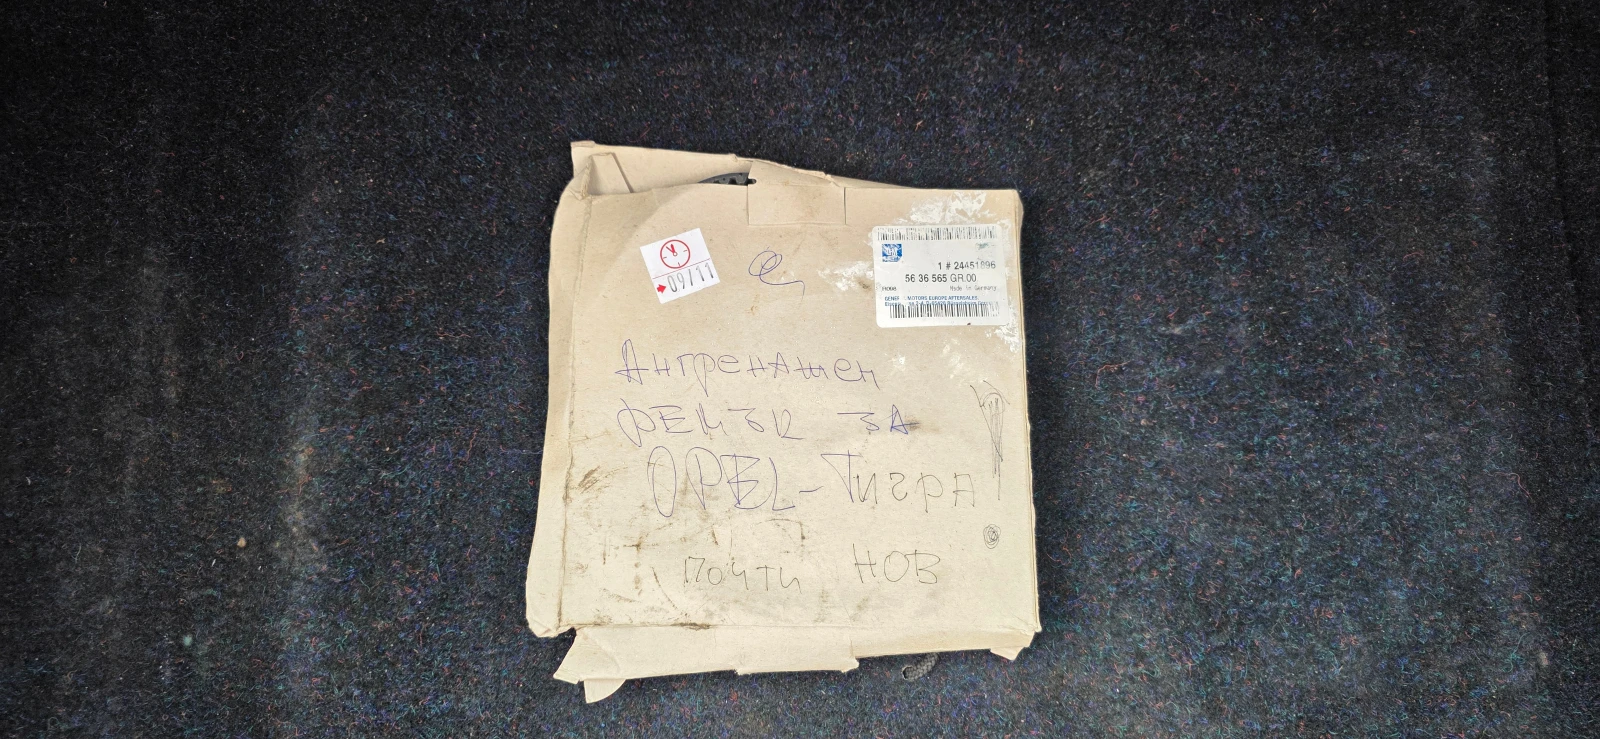 09/11
1 # 24451896
56 36 565 GR.00
Made in Germany
MOTORS EUROPE AFTERSALES
Ангренажен
ремък за
OPEL - Тигра !
почти нов